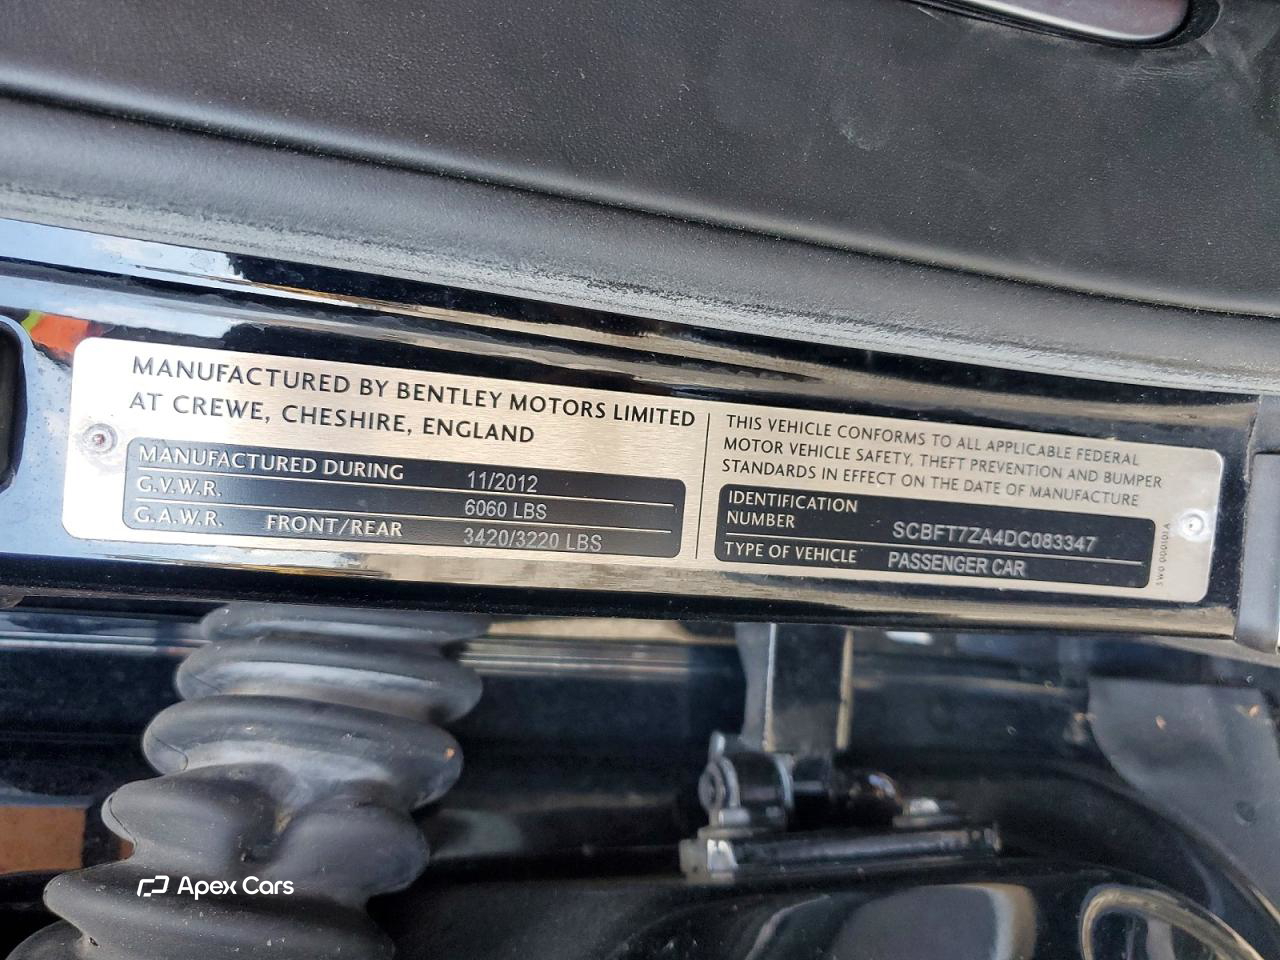 MANUFACTURED BY BENTLEY MOTORS LIMITED
AT CREWE, CHESHIRE, ENGLAND
MANUFACTURED DURING 11/2012
G.V.W.R. 6060 LBS
G.A.W.R. FRONT/REAR 3420/3220 LBS
THIS VEHICLE CONFORMS TO ALL APPLICABLE FEDERAL
MOTOR VEHICLE SAFETY, THEFT PREVENTION AND BUMPER
STANDARDS IN EFFECT ON THE DATE OF MANUFACTURE
IDENTIFICATION
NUMBER SCBFT7ZA4DC083347
TYPE OF VEHICLE PASSENGER CAR
3W0 000101A
Apex Cars